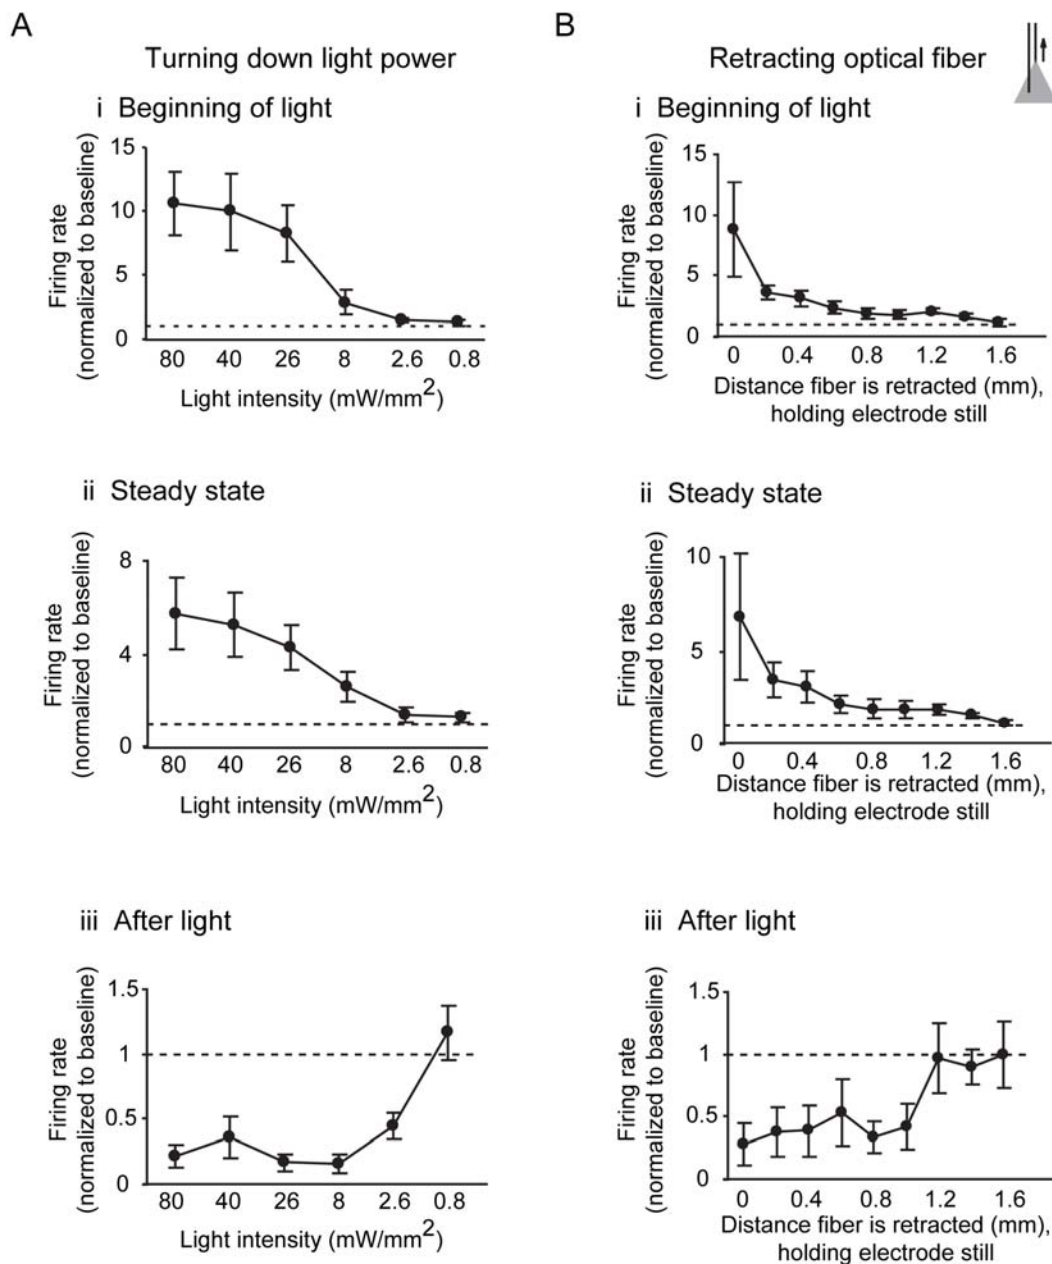 A
Turning down light power
i Beginning of light
Firing rate
(normalized to baseline)
15
10
5
0
80 40 26 8 2.6 0.8
Light intensity (mW/mm²)
ii Steady state
Firing rate
(normalized to baseline)
8
4
0
80 40 26 8 2.6 0.8
Light intensity (mW/mm²)
iii After light
Firing rate
(normalized to baseline)
1.5
1
0.5
0
80 40 26 8 2.6 0.8
Light intensity (mW/mm²)
B
Retracting optical fiber
i Beginning of light
Firing rate
(normalized to baseline)
15
10
5
0
0 0.4 0.8 1.2 1.6
Distance fiber is retracted (mm),
holding electrode still
ii Steady state
Firing rate
(normalized to baseline)
10
5
0
0 0.4 0.8 1.2 1.6
Distance fiber is retracted (mm),
holding electrode still
iii After light
Firing rate
(normalized to baseline)
1.5
1
0.5
0
0 0.4 0.8 1.2 1.6
Distance fiber is retracted (mm),
holding electrode still